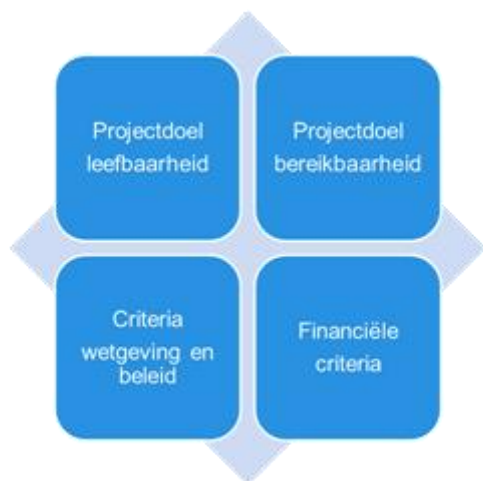 Projectdoel
leefbaarheid
Projectdoel
bereikbaarheid
Criteria
wetgeving en
beleid
Financiële
criteria